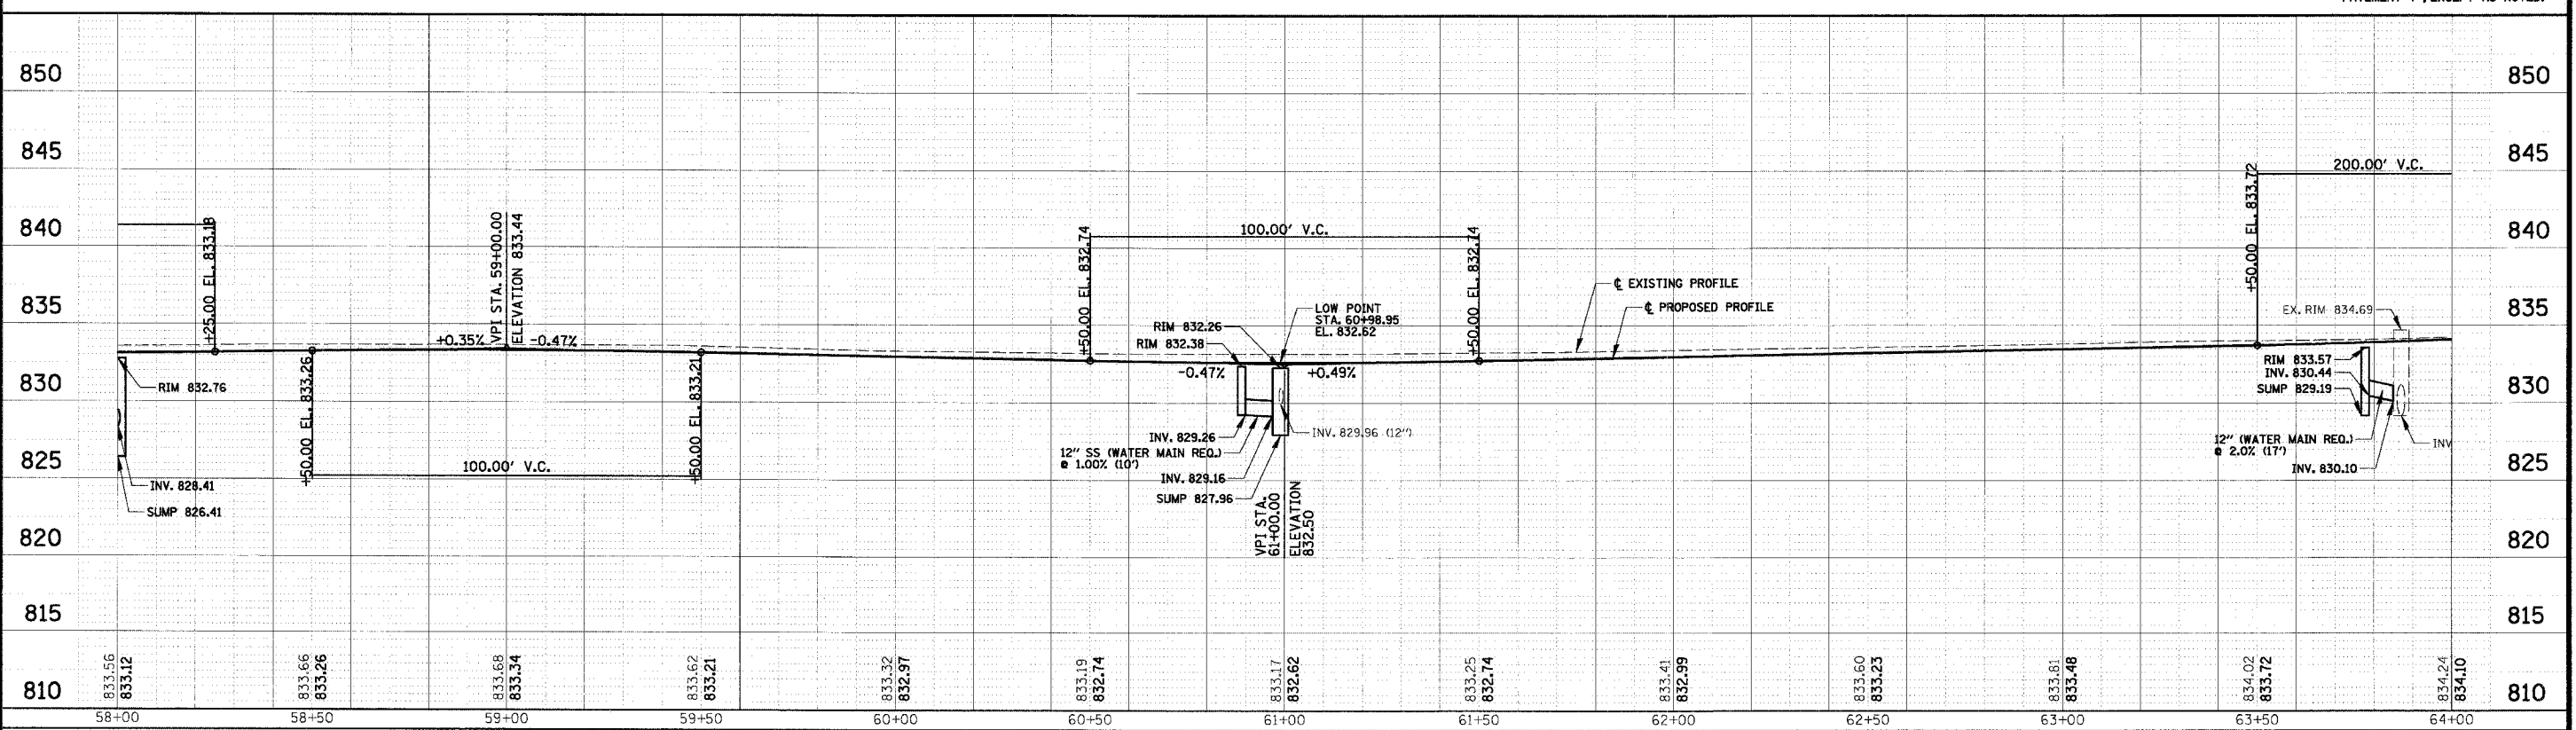 850
845
840
835
830
825
820
815
810
850
845
840
835
830
825
820
815
810
+25.00 EL. 833.18
RIM 832.76
INV. 828.41
SUMP 826.41
+50.00 EL. 833.26
100.00' V.C.
+50.00 EL. 833.21
+0.35%
VPI STA. 59+00.00
ELEVATION 833.44
-0.47%
+50.00 EL. 832.74
100.00' V.C.
+50.00 EL. 832.74
RIM 832.26
RIM 832.38
LOW POINT
STA. 60+98.95
EL. 832.62
-0.47%
+0.49%
INV. 829.26
12" SS (WATER MAIN REQ.)
@ 1.00% (10')
INV. 829.16
SUMP 827.96
INV. 829.96 (12")
VPI STA.
61+00.00
ELEVATION
832.50
℄ EXISTING PROFILE
℄ PROPOSED PROFILE
+50.00 EL. 833.72
200.00' V.C.
EX. RIM 834.69
RIM 833.57
INV. 830.44
SUMP 829.19
12" (WATER MAIN REQ.)
@ 2.0% (17')
INV. 830.10
INV
833.56
833.12
833.66
833.26
833.68
833.34
833.62
833.21
833.32
832.97
833.19
832.74
833.17
832.62
833.25
832.74
833.41
832.99
833.60
833.23
833.81
833.48
834.02
833.72
834.24
834.10
58+00
58+50
59+00
59+50
60+00
60+50
61+00
61+50
62+00
62+50
63+00
63+50
64+00